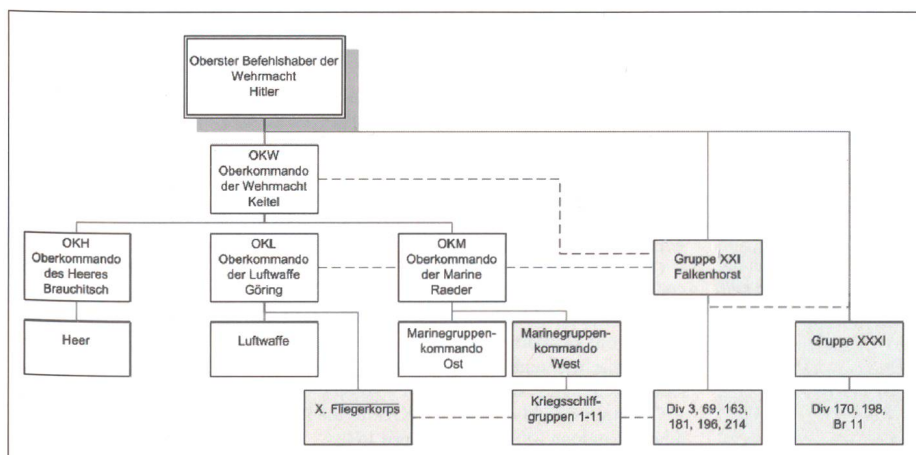 Oberster Befehlshaber der
Wehrmacht
Hitler
OKW
Oberkommando
der Wehrmacht
Keitel
OKH
Oberkommando
des Heeres
Brauchitsch
OKL
Oberkommando
der Luftwaffe
Göring
OKM
Oberkommando
der Marine
Raeder
Gruppe XXI
Falkenhorst
Heer
Luftwaffe
Marinegruppen-
kommando
Ost
Marinegruppen-
kommando
West
Gruppe XXXI
X. Fliegerkorps
Kriegsschiff-
gruppen 1-11
Div 3, 69, 163,
181, 196, 214
Div 170, 198,
Br 11